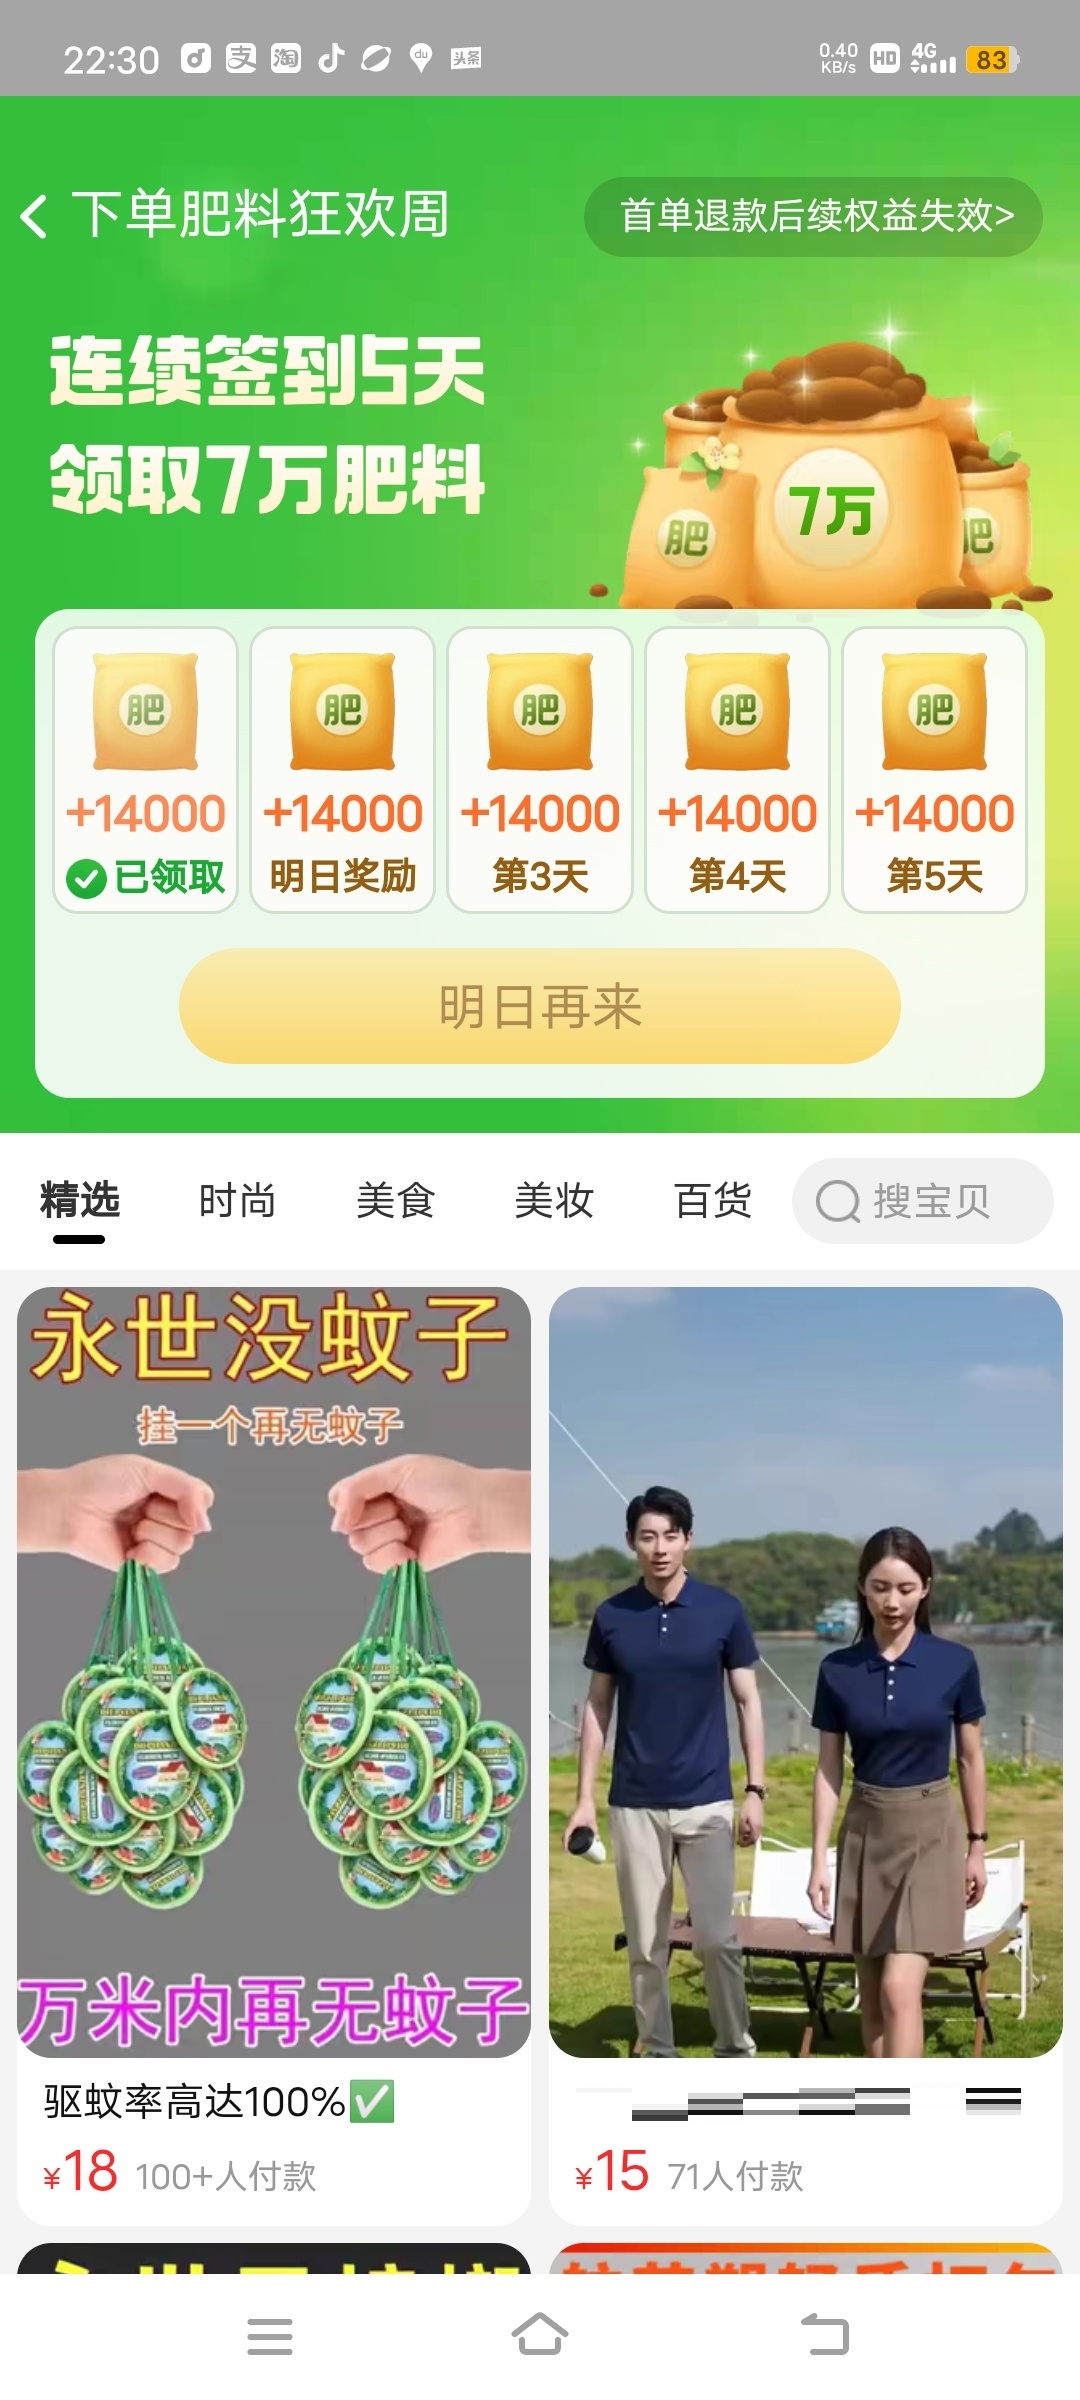 22:30
0.40 KB/s HD 4G 83
下单肥料狂欢周
首单退款后续权益失效>
连续签到5天
领取7万肥料
7万
肥 肥
肥 肥 肥 肥 肥
+14000 +14000 +14000 +14000 +14000
已领取 明日奖励 第3天 第4天 第5天
明日再来
精选 时尚 美食 美妆 百货 搜宝贝
永世没蚊子
挂一个再无蚊子
万米内再无蚊子
驱蚊率高达100%✅
¥18 100+人付款
¥15 71人付款